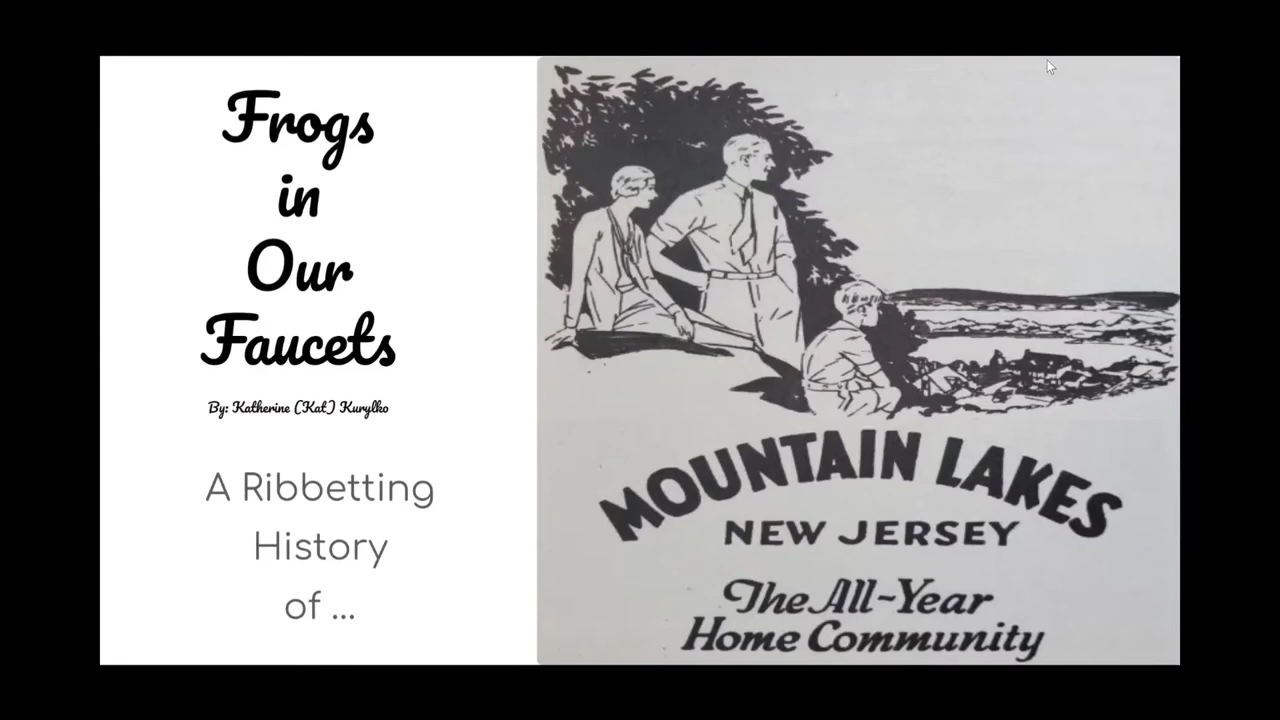 Frogs
in
Our
Faucets
By: Katherine (Kat) Kurylko
A Ribbetting
History
of ...
MOUNTAIN LAKES
NEW JERSEY
The All-Year
Home Community